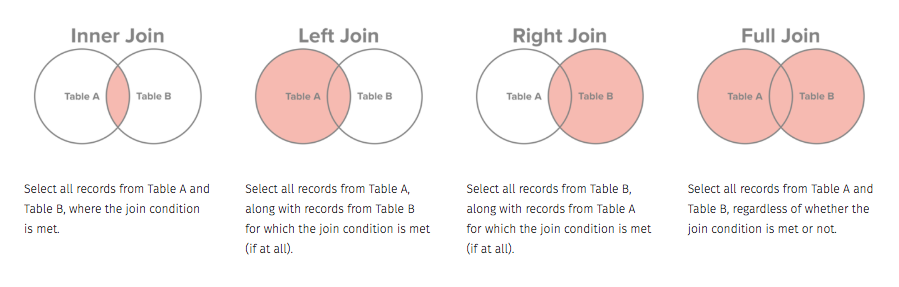 Inner Join
Table A
Table B
Select all records from Table A and
Table B, where the join condition
is met.
Left Join
Table A
Table B
Select all records from Table A,
along with records from Table B
for which the join condition is met
(if at all).
Right Join
Table A
Table B
Select all records from Table B,
along with records from Table A
for which the join condition is met
(if at all).
Full Join
Table A
Table B
Select all records from Table A and
Table B, regardless of whether the
join condition is met or not.